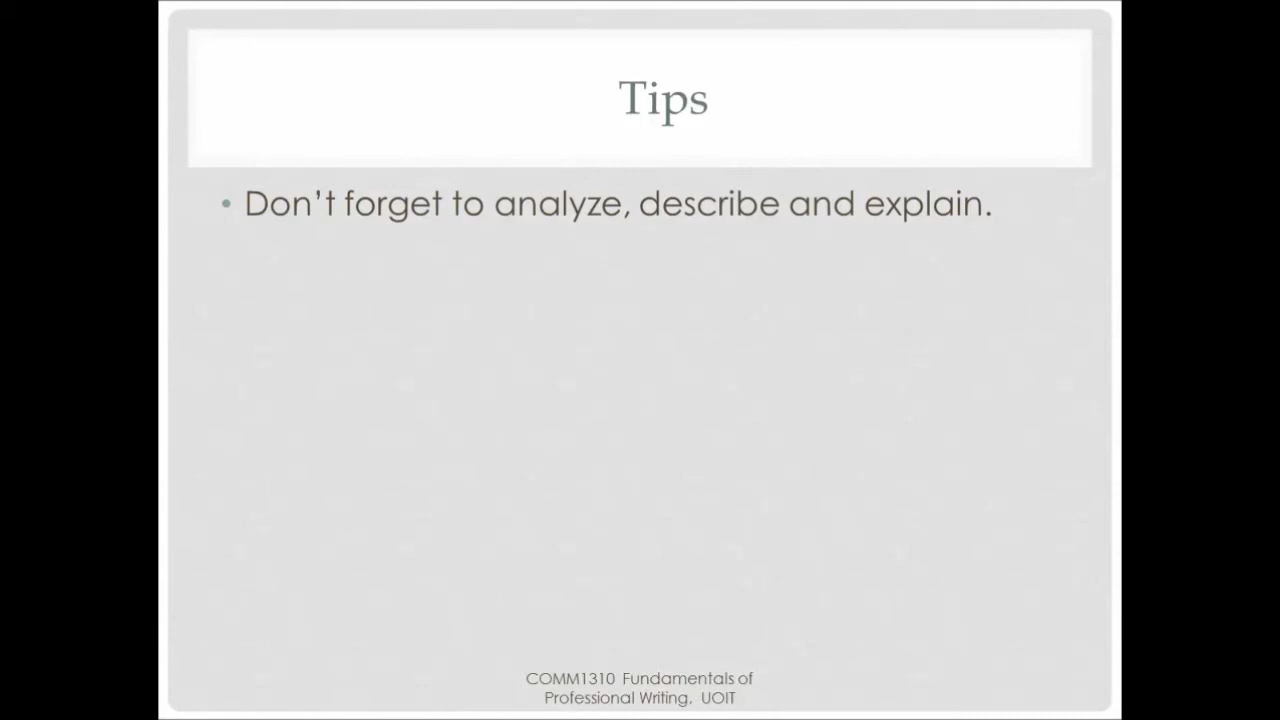 Tips
• Don't forget to analyze, describe and explain.
COMM1310 Fundamentals of
Professional Writing, UOIT